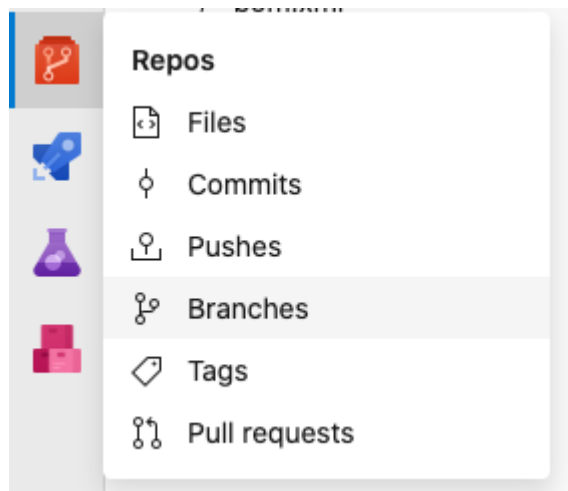 Repos
Files
Commits
Pushes
Branches
Tags
Pull requests